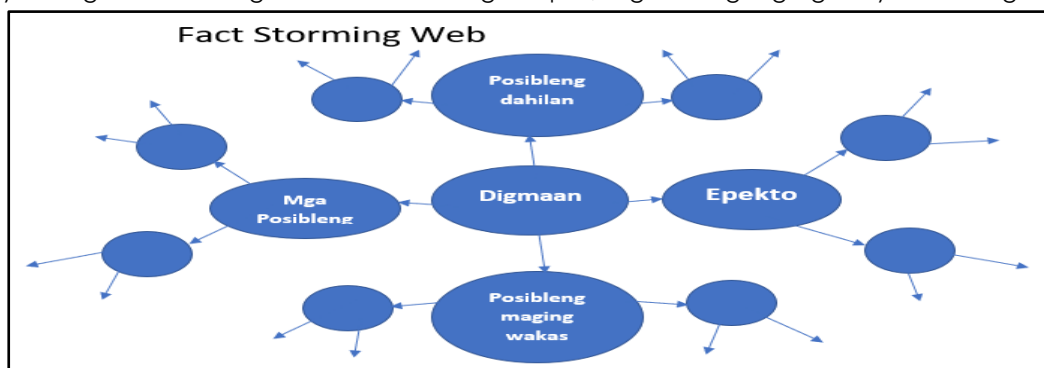 Fact Storming Web
Posibleng
dahilan
Mga
Posibleng
Digmaan
Epekto
Posibleng
maging
wakas